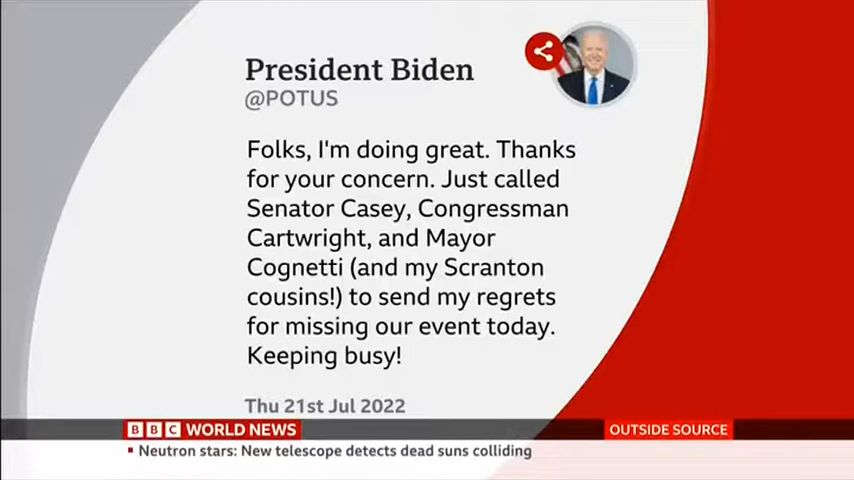 President Biden
@POTUS
Folks, I'm doing great. Thanks
for your concern. Just called
Senator Casey, Congressman
Cartwright, and Mayor
Cognetti (and my Scranton
cousins!) to send my regrets
for missing our event today.
Keeping busy!
Thu 21st Jul 2022
BBC WORLD NEWS
OUTSIDE SOURCE
Neutron stars: New telescope detects dead suns colliding